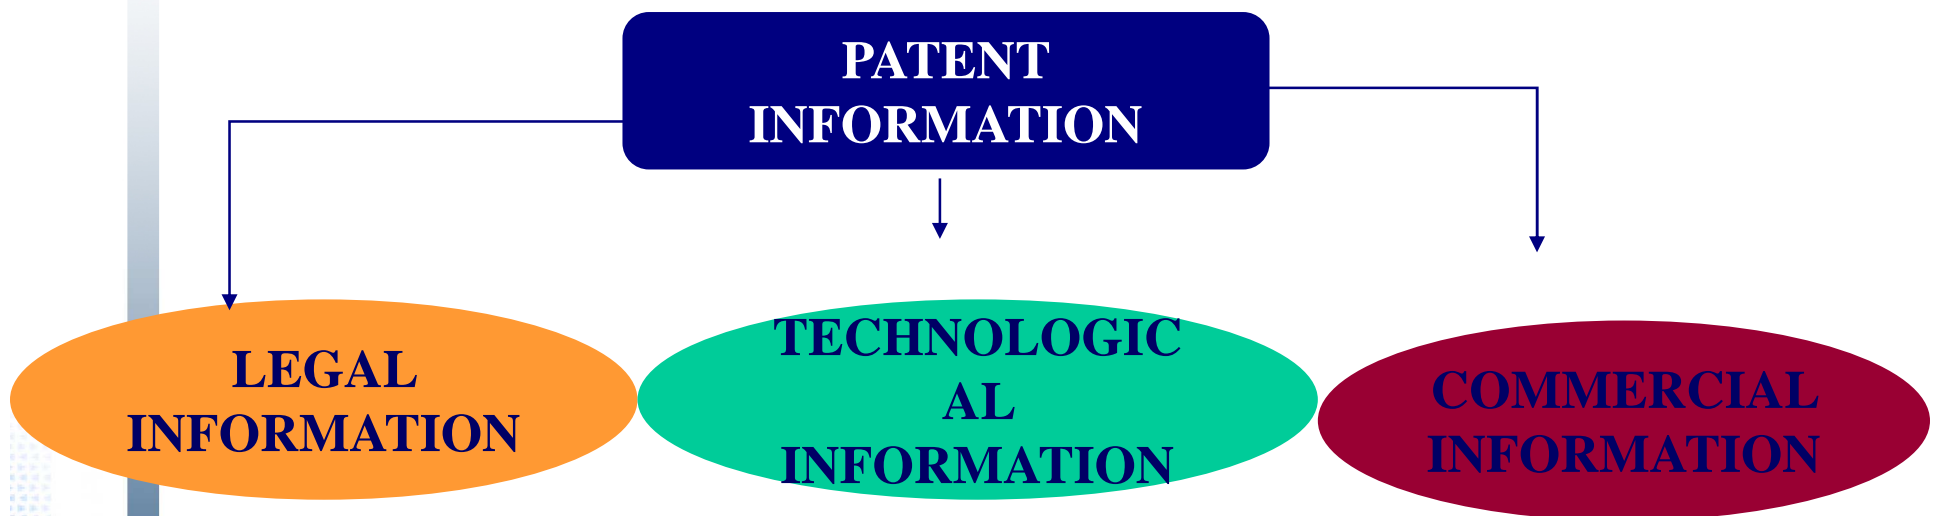 PATENT
INFORMATION
LEGAL
INFORMATION
TECHNOLOGIC
AL
INFORMATION
COMMERCIAL
INFORMATION